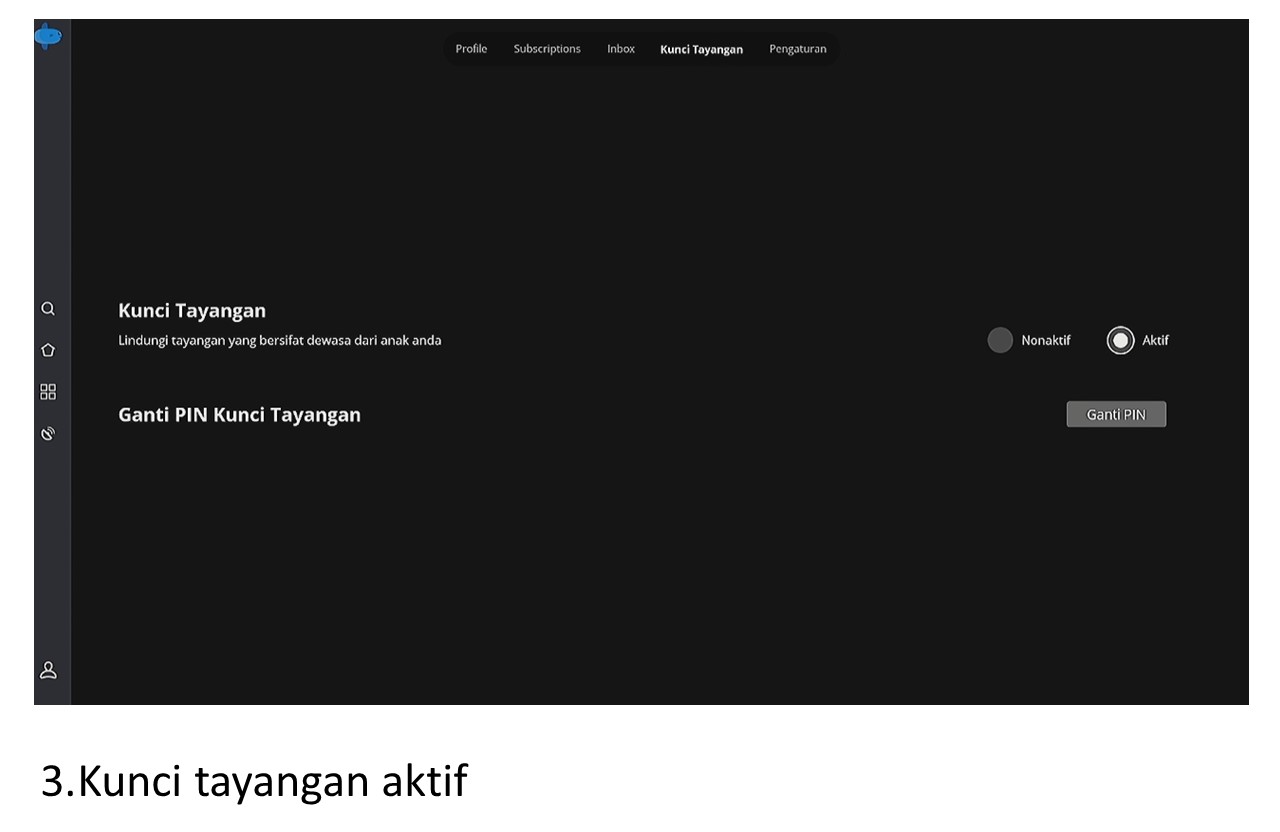 Profile Subscriptions Inbox Kunci Tayangan Pengaturan
Kunci Tayangan
Lindungi tayangan yang bersifat dewasa dari anak anda
Nonaktif Aktif
Ganti PIN Kunci Tayangan
Ganti PIN
3.Kunci tayangan aktif